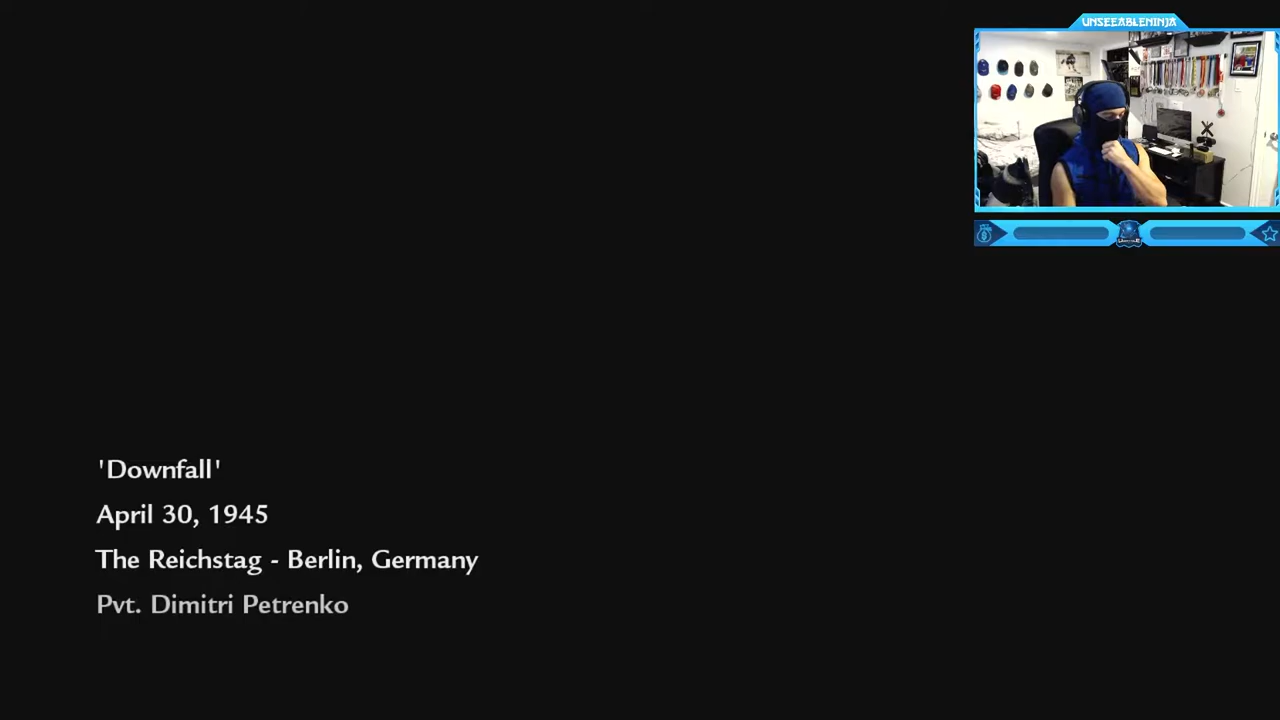 UNSEEABLENINJA
'Downfall'
April 30, 1945
The Reichstag - Berlin, Germany
Pvt. Dimitri Petrenko